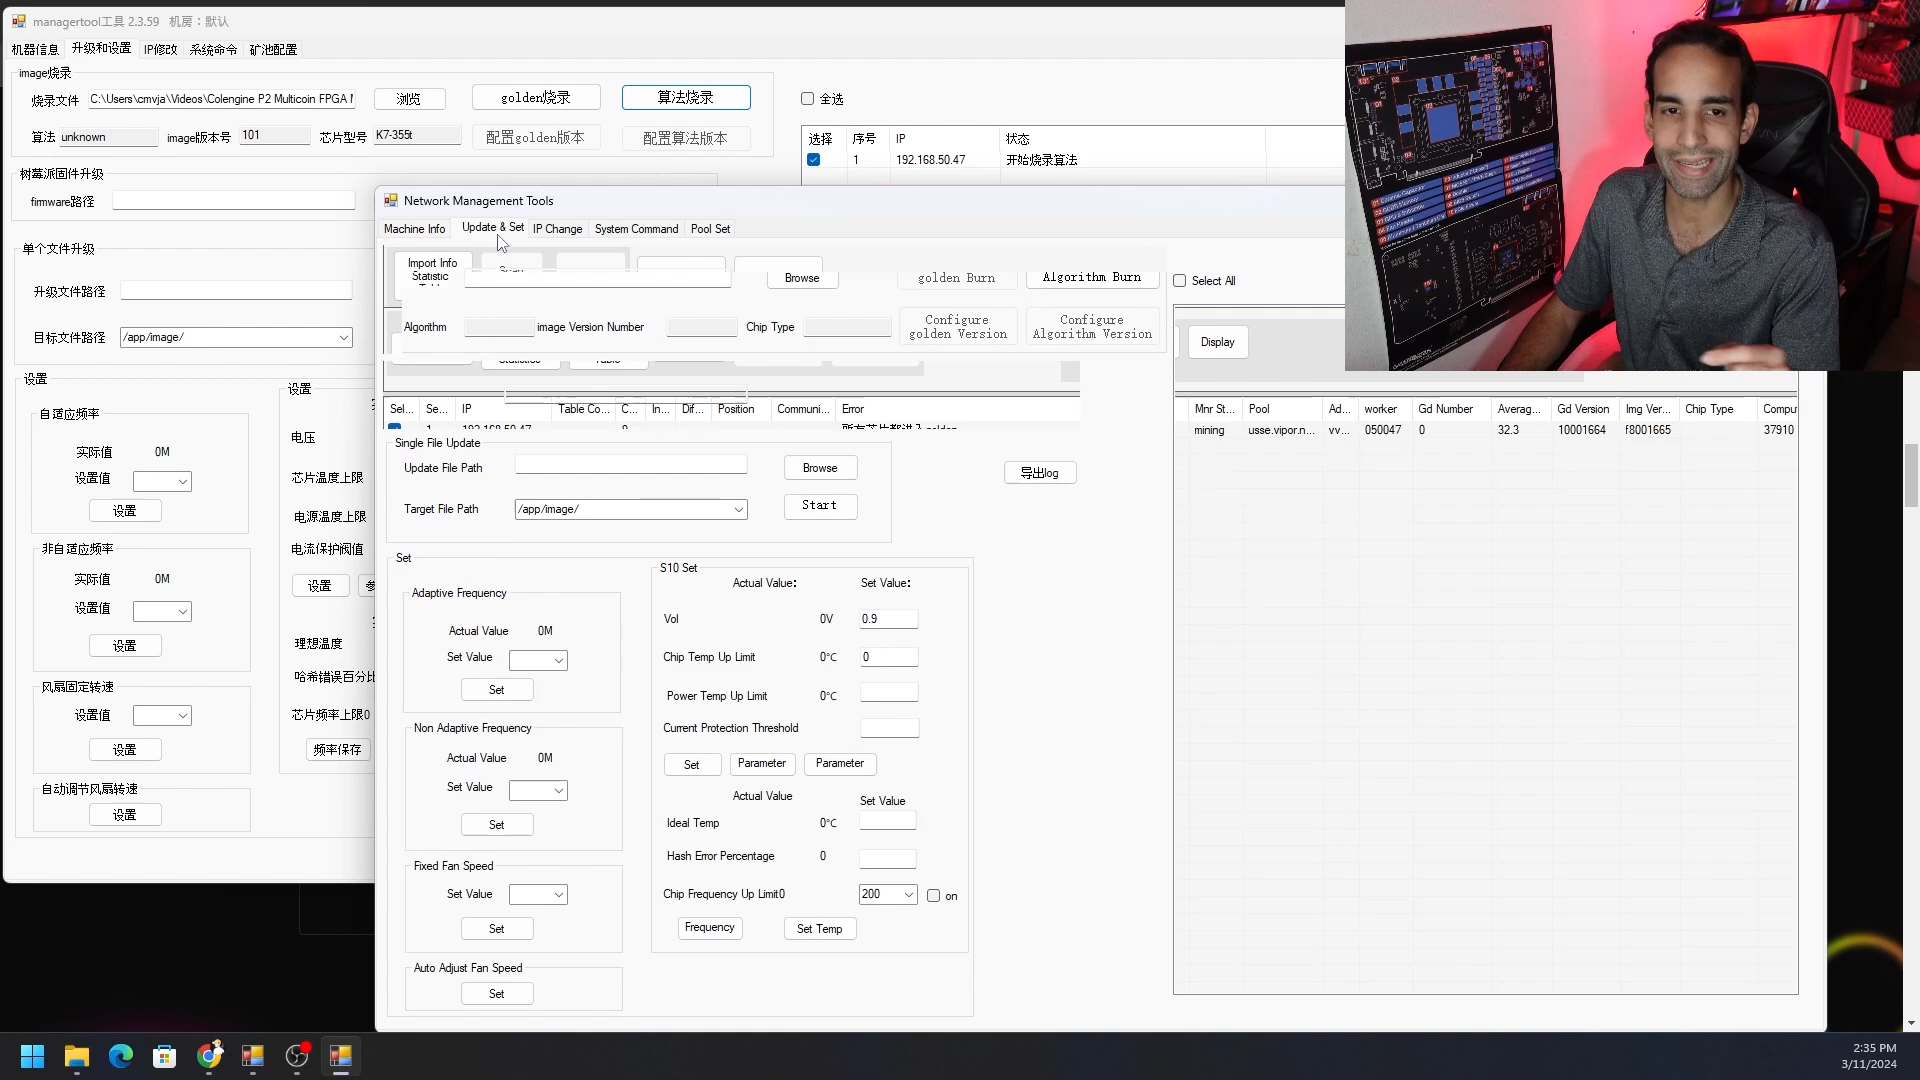 managertool工具 2.3.59 机房：默认
机器信息 升级和设置 IP修改 系统命令 矿池配置
image烧录
烧录文件 C:\Users\cmvja\Videos\Colengine P2 Multicoin FPGA 浏览 golden烧录 算法烧录
算法 unknown image版本号 101 芯片型号 K7-355t 配置golden版本 配置算法版本
全选
选择 序号 IP 状态
1 192.168.50.47 开始烧录算法
树莓派固件升级
firmware路径
单个文件升级
升级文件路径
目标文件路径 /app/image/
设置
自适应频率
实际值 0M
设置值
设置
非自适应频率
实际值 0M
设置值
设置
风扇固定转速
设置值
设置
自动调节风扇转速
设置
设置
电压
芯片温度上限
电源温度上限
电流保护阀值
设置
理想温度
哈希错误百分比
芯片频率上限0
频率保存
Network Management Tools
Machine Info Update & Set IP Change System Command Pool Set
Import Info
Statistic
Browse golden Burn Algorithm Burn
Select All
Algorithm image Version Number Chip Type Configure golden Version Configure Algorithm Version
Display
Sel... Se... IP Table Co... C... In... Dif... Position Communi... Error
Mnr St... Pool Ad... worker Gd Number Averag... Gd Version Img Ver... Chip Type Compu
mining usse.vipor.n... vv... 050047 0 32.3 10001664 f8001665 37910
Single File Update
Update File Path Browse
导出log
Target File Path /app/image/ Start
Set
Adaptive Frequency
Actual Value 0M
Set Value
Set
Non Adaptive Frequency
Actual Value 0M
Set Value
Set
Fixed Fan Speed
Set Value
Set
Auto Adjust Fan Speed
Set
S10 Set
Actual Value: Set Value:
Vol 0V 0.9
Chip Temp Up Limit 0°C 0
Power Temp Up Limit 0°C
Current Protection Threshold
Set Parameter Parameter
Actual Value Set Value
Ideal Temp 0°C
Hash Error Percentage 0
Chip Frequency Up Limit0 200 on
Frequency Set Temp
2:35 PM
3/11/2024